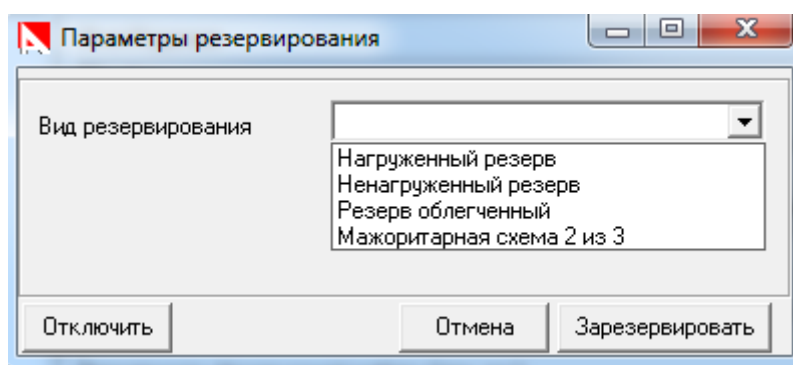 Параметры резервирования
Вид резервирования
Нагруженный резерв
Ненагруженный резерв
Резерв облегченный
Мажоритарная схема 2 из 3
Отключить
Отмена
Зарезервировать